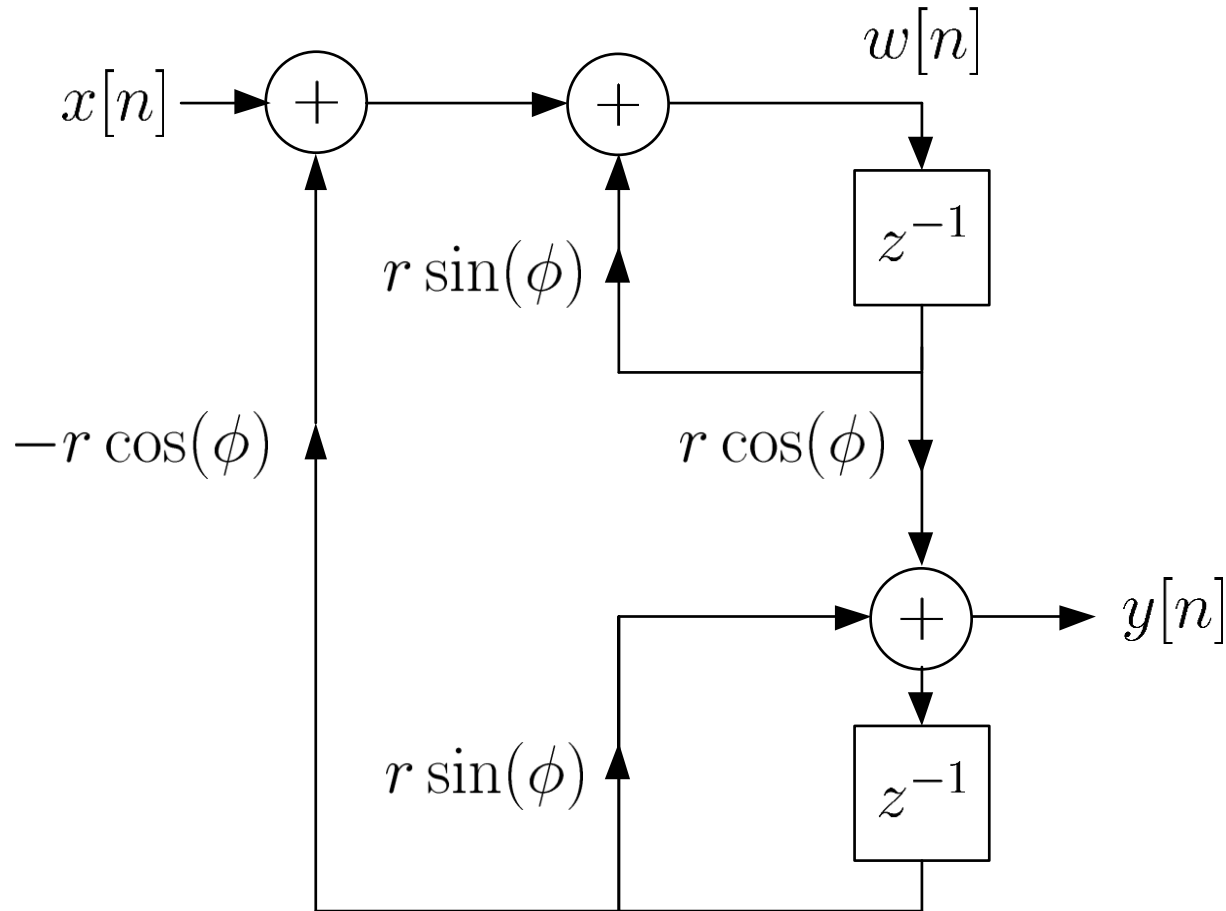 w[n]
x[n]
+
+
z^{-1}
r sin(ϕ)
-r cos(ϕ)
r cos(ϕ)
+
y[n]
r sin(ϕ)
z^{-1}